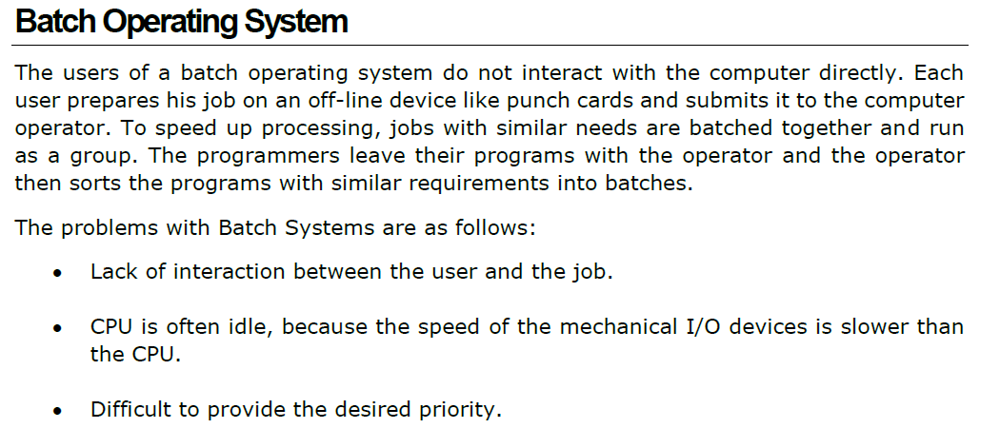 Batch Operating System
The users of a batch operating system do not interact with the computer directly. Each
user prepares his job on an off-line device like punch cards and submits it to the computer
operator. To speed up processing, jobs with similar needs are batched together and run
as a group. The programmers leave their programs with the operator and the operator
then sorts the programs with similar requirements into batches.
The problems with Batch Systems are as follows:
• Lack of interaction between the user and the job.
• CPU is often idle, because the speed of the mechanical I/O devices is slower than
the CPU.
• Difficult to provide the desired priority.